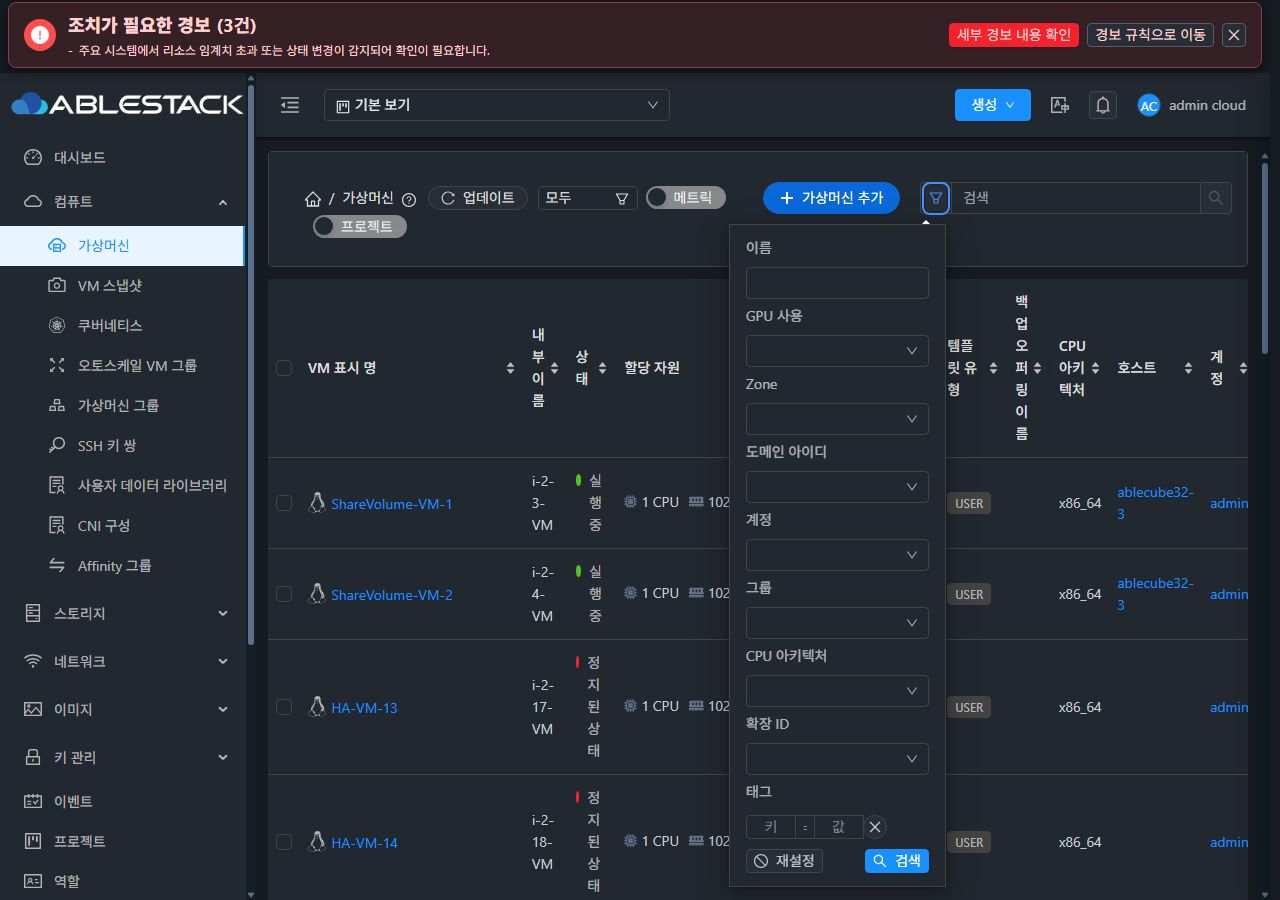 조치가 필요한 경보 (3건)
- 주요 시스템에서 리소스 임계치 초과 또는 상태 변경이 감지되어 확인이 필요합니다.
세부 경보 내용 확인
경보 규칙으로 이동
ABLESTACK
기본 보기
생성
AC
admin cloud
대시보드
컴퓨트
가상머신
VM 스냅샷
쿠버네티스
오토스케일 VM 그룹
가상머신 그룹
SSH 키 쌍
사용자 데이터 라이브러리
CNI 구성
Affinity 그룹
스토리지
네트워크
이미지
키 관리
이벤트
프로젝트
역할
/ 가상머신
업데이트
모두
메트릭
프로젝트
가상머신 추가
검색
VM 표시 명
내부 이름
상태
할당 자원
템플릿 유형
백업 오퍼링 이름
CPU 아키텍처
호스트
계정
ShareVolume-VM-1
i-2-3-VM
실행 중
1 CPU
102
USER
x86_64
ablecube32-3
admin
ShareVolume-VM-2
i-2-4-VM
실행 중
1 CPU
102
USER
x86_64
ablecube32-3
admin
HA-VM-13
i-2-17-VM
정지된 상태
1 CPU
102
USER
x86_64
admin
HA-VM-14
i-2-18-VM
정지된 상태
1 CPU
102
USER
x86_64
admin
이름
GPU 사용
Zone
도메인 아이디
계정
그룹
CPU 아키텍처
확장 ID
태그
키
=
값
재설정
검색